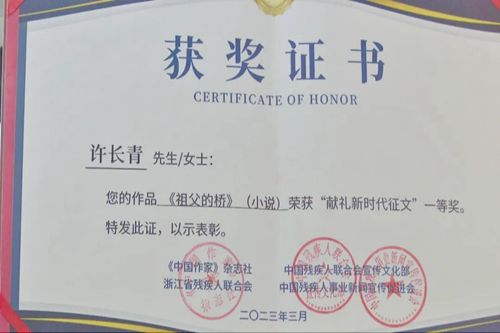 获奖证书
CERTIFICATE OF HONOR
许长青 先生/女士：
您的作品《祖父的桥》（小说）荣获“献礼新时代征文”一等奖。
特发此证，以示表彰。
《中国作家》杂志社 中国残疾人联合会宣传文化部
浙江省残疾人联合会 中国残疾人事业新闻宣传促进会
二〇二三年三月